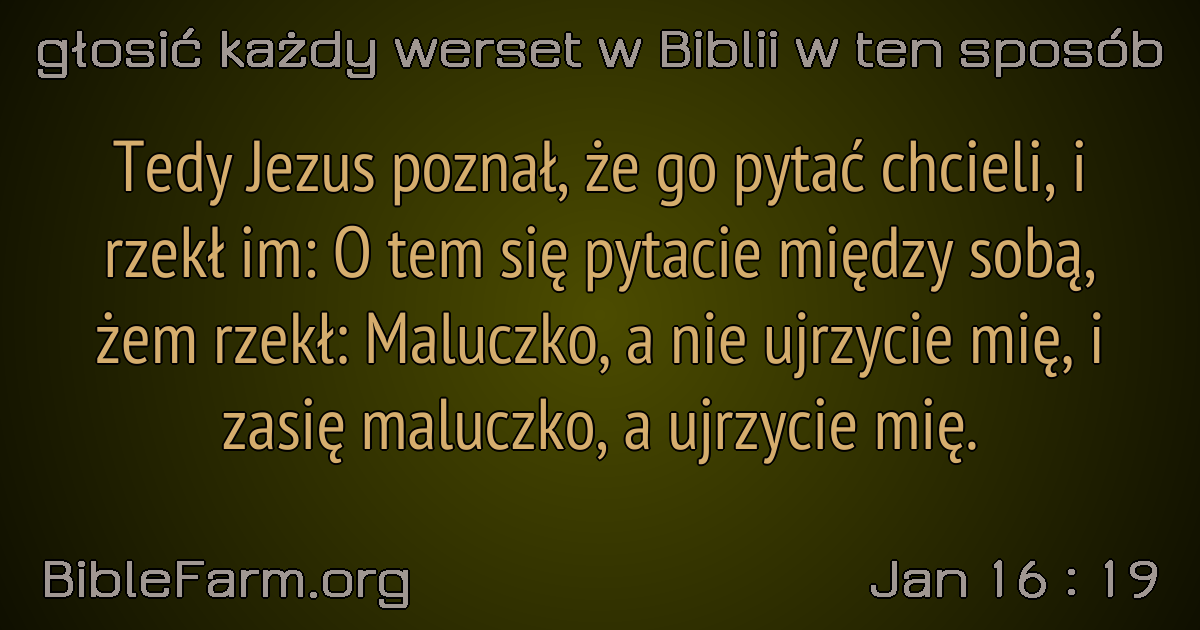 głosić każdy werset w Biblii w ten sposób
Tedy Jezus poznał, że go pytać chcieli, i
rzekł im: O tem się pytacie między sobą,
żem rzekł: Maluczko, a nie ujrzycie mię, i
zasię maluczko, a ujrzycie mię.
BibleFarm.org
Jan 16 : 19